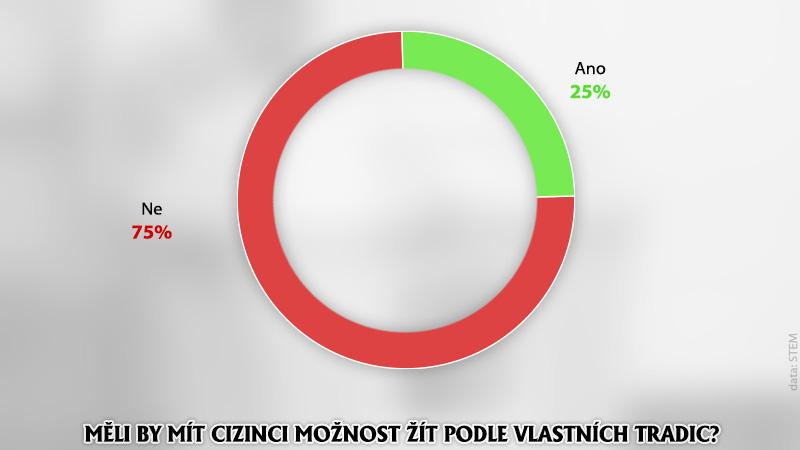 Ano
25%
Ne
75%
data: STEM
MĚLI BY MÍT CIZINCI MOŽNOST ŽÍT PODLE VLASTNÍCH TRADIC?